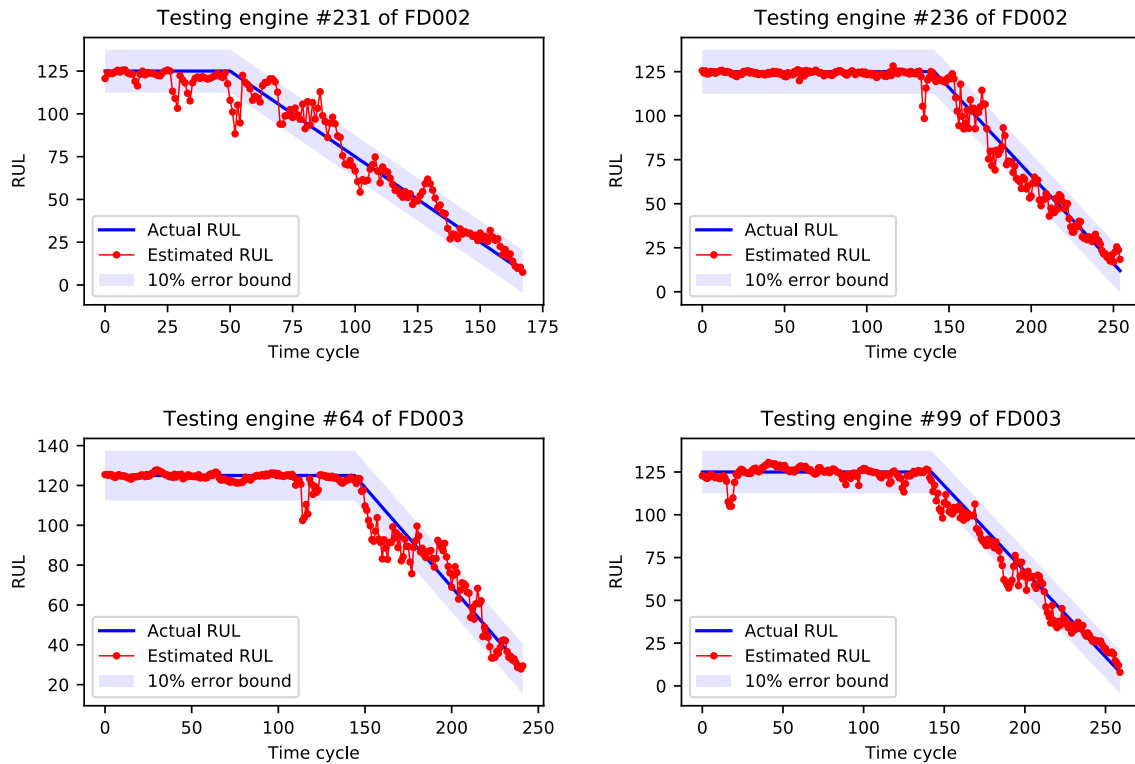 Testing engine #231 of FD002
RUL
125
100
75
50
25
0
Actual RUL
Estimated RUL
10% error bound
0 25 50 75 100 125 150 175
Time cycle
Testing engine #236 of FD002
RUL
125
100
75
50
25
0
Actual RUL
Estimated RUL
10% error bound
0 50 100 150 200 250
Time cycle
Testing engine #64 of FD003
RUL
140
120
100
80
60
40
20
Actual RUL
Estimated RUL
10% error bound
0 50 100 150 200 250
Time cycle
Testing engine #99 of FD003
RUL
125
100
75
50
25
0
Actual RUL
Estimated RUL
10% error bound
0 50 100 150 200 250
Time cycle